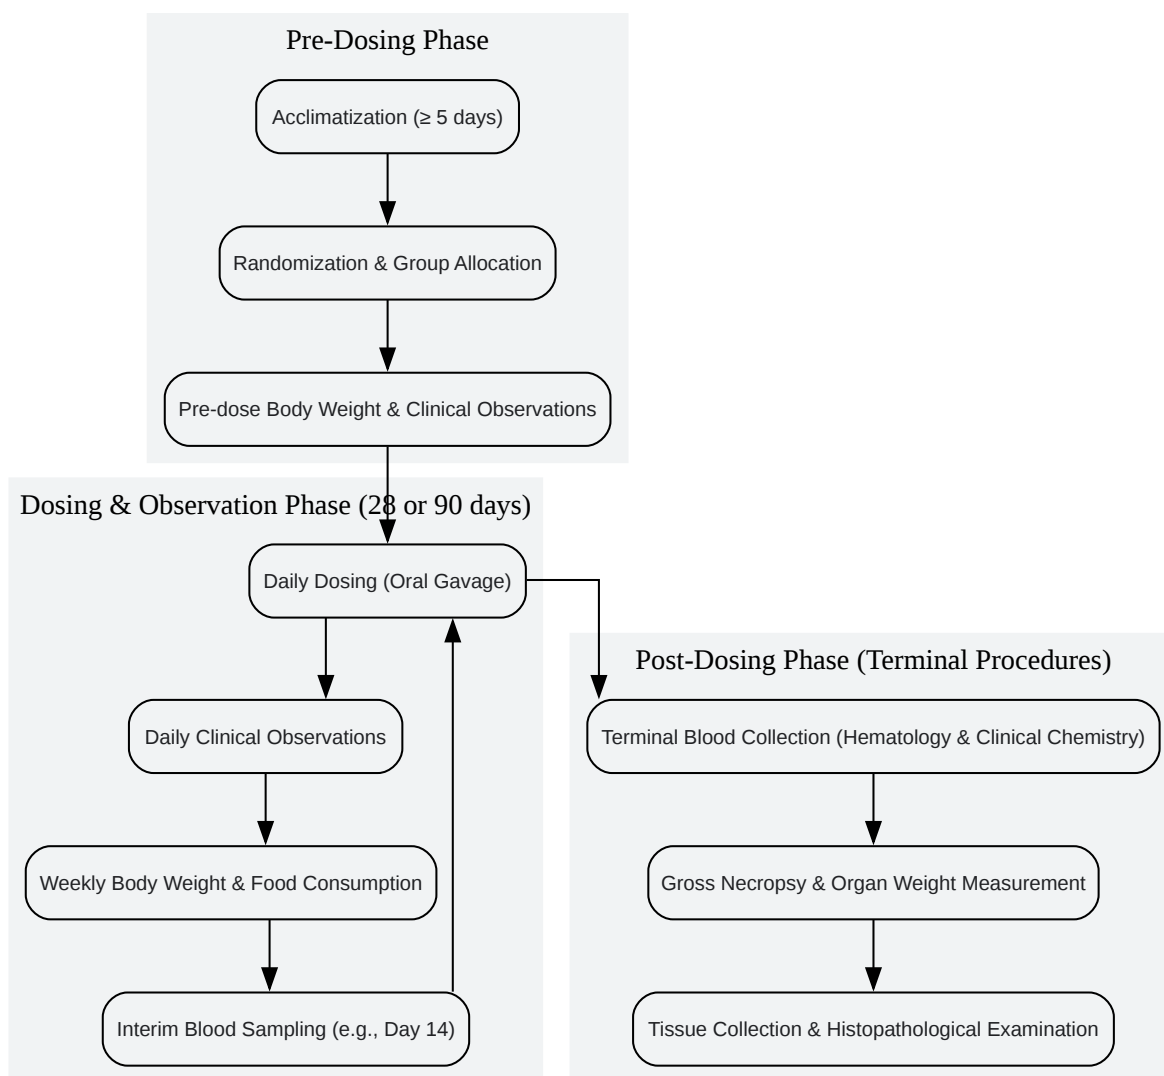 Pre-Dosing Phase
Acclimatization (≥ 5 days)
Randomization & Group Allocation
Pre-dose Body Weight & Clinical Observations
Dosing & Observation Phase (28 or 90 days)
Daily Dosing (Oral Gavage)
Daily Clinical Observations
Weekly Body Weight & Food Consumption
Interim Blood Sampling (e.g., Day 14)
Post-Dosing Phase (Terminal Procedures)
Terminal Blood Collection (Hematology & Clinical Chemistry)
Gross Necropsy & Organ Weight Measurement
Tissue Collection & Histopathological Examination